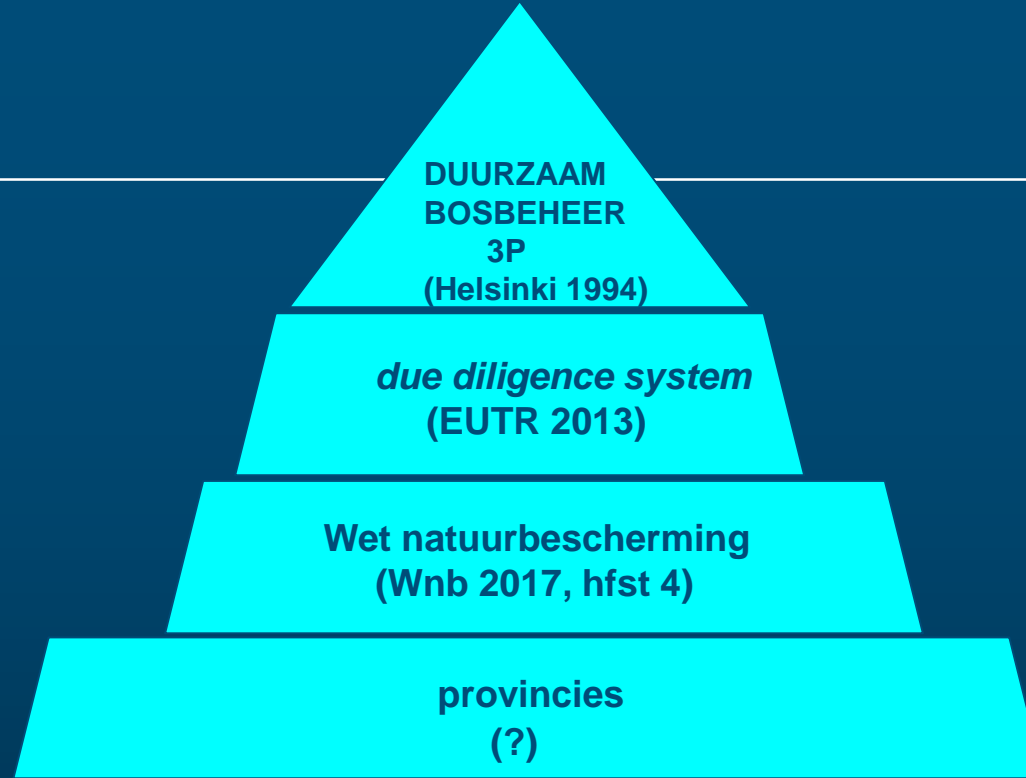 DUURZAAM
BOSBEHEER
3P
(Helsinki 1994)
due diligence system
(EUTR 2013)
Wet natuurbescherming
(Wnb 2017, hfst 4)
provincies
(?)